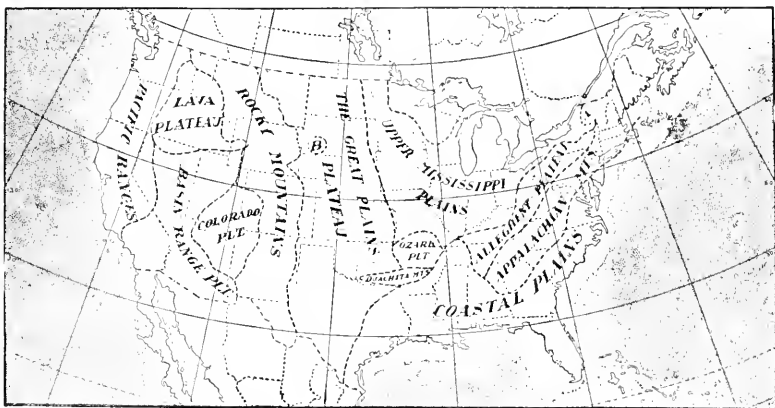 PACIFIC RANGES
LAVA
PLATEAU
BASIN RANGE PLT
COLORADO
PLT.
ROCKY MOUNTAINS
B
THE GREAT PLAINS
PLATEAU
UPPER MISSISSIPPI
PLAINS
OZARK
PLT
OUACHITA MTS
ALLEGHENY PLATEAU
APPALACHIAN MTS
COASTAL PLAINS